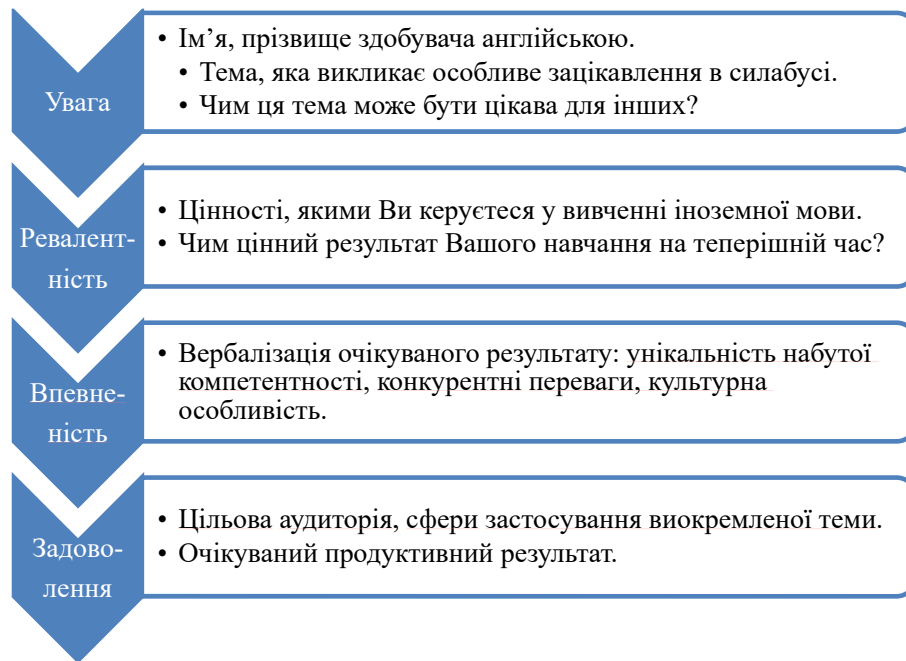 Увага
• Ім’я, прізвище здобувача англійською.
• Тема, яка викликає особливе зацікавлення в силабусі.
• Чим ця тема може бути цікава для інших?
Ревалент-
ність
• Цінності, якими Ви керуєтеся у вивченні іноземної мови.
• Чим цінний результат Вашого навчання на теперішній час?
Впевне-
ність
• Вербалізація очікуваного результату: унікальність набутої
компетентності, конкурентні переваги, культурна
особливість.
Задово-
лення
• Цільова аудиторія, сфери застосування виокремленої теми.
• Очікуваний продуктивний результат.